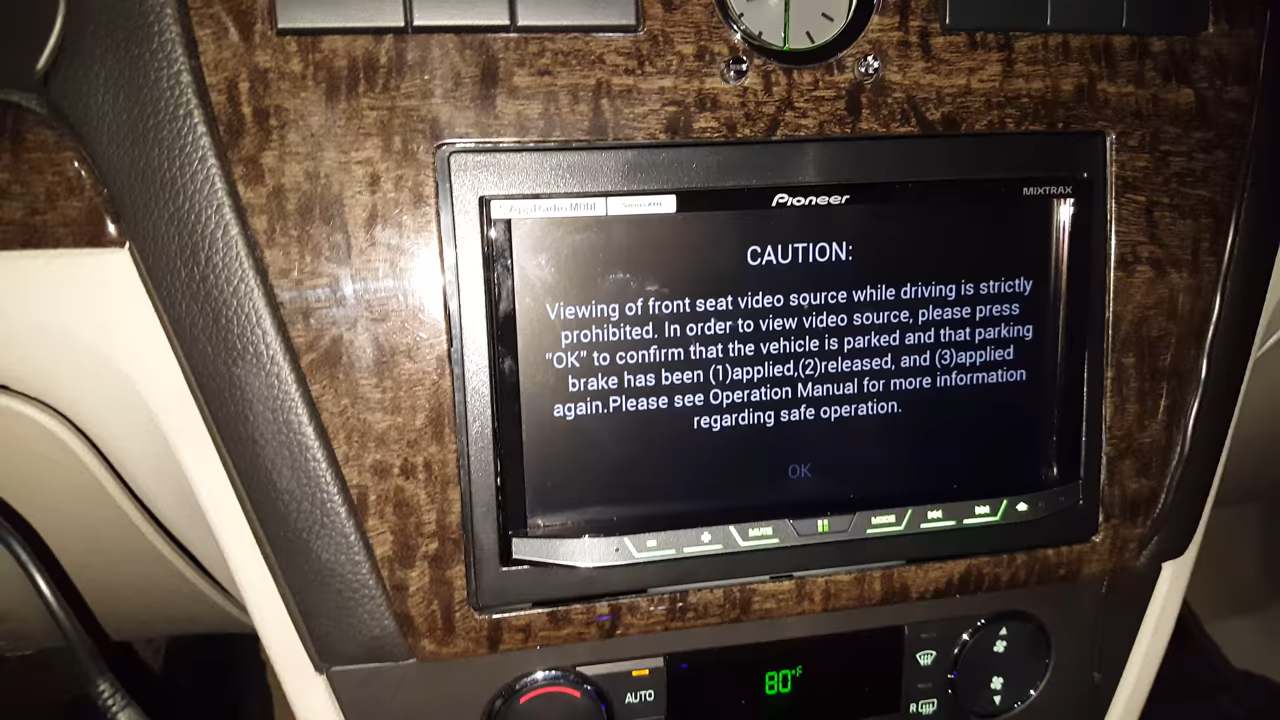 AppRadio MODE
Pioneer
MIXTRAX
CAUTION:
Viewing of front seat video source while driving is strictly
prohibited. In order to view video source, please press
"OK" to confirm that the vehicle is parked and that parking
brake has been (1)applied,(2)released, and (3)applied
again.Please see Operation Manual for more information
regarding safe operation.
OK
MUTE
MODE
AUTO
80°F
R